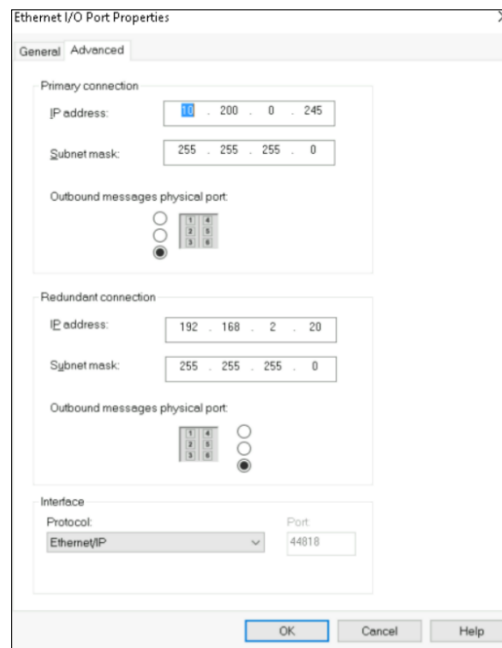 Ethernet I/O Port Properties
General Advanced
Primary connection
IP address: 10 . 200 . 0 . 245
Subnet mask: 255 . 255 . 255 . 0
Outbound messages physical port:
1 4
2 5
3 6
Redundant connection
IP address: 192 . 168 . 2 . 20
Subnet mask: 255 . 255 . 255 . 0
Outbound messages physical port:
1 4
2 5
3 6
Interface
Protocol: Port:
Ethernet/IP 44818
OK Cancel Help